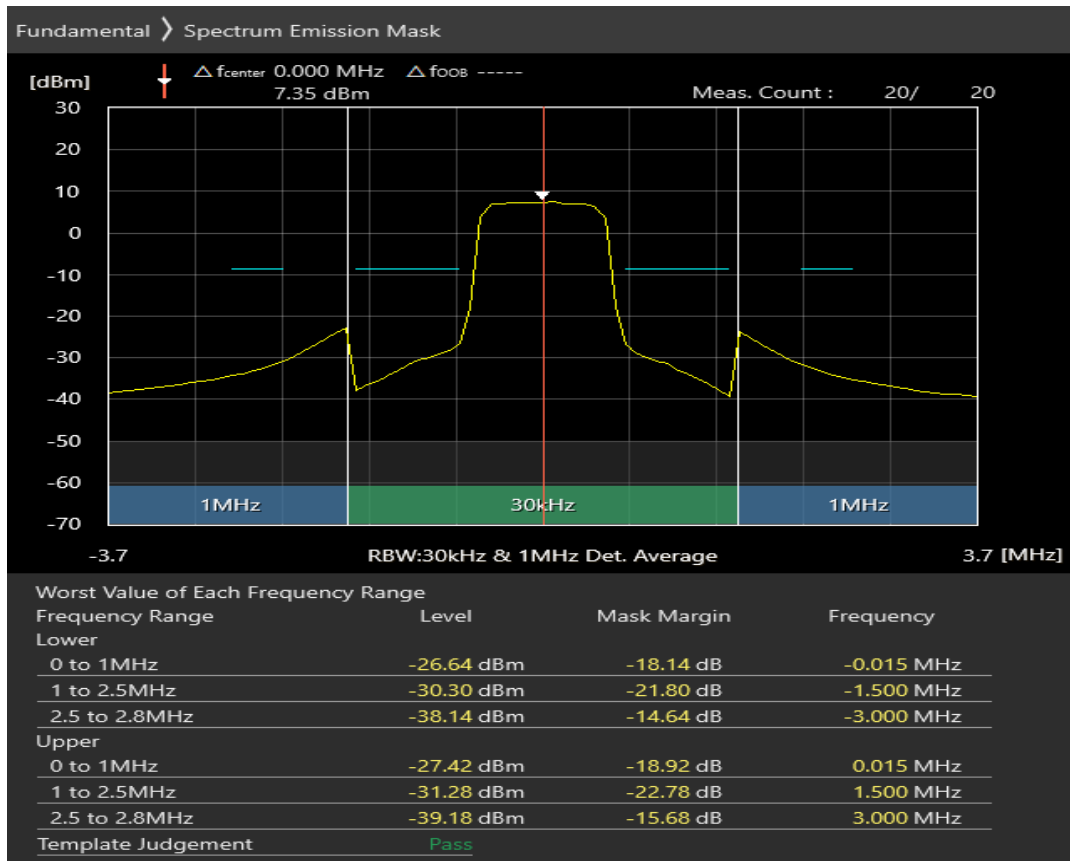 Fundamental ❯ Spectrum Emission Mask
[dBm] △ fcenter 0.000 MHz △ fOOB -----
7.35 dBm Meas. Count : 20/ 20
30
20
10
0
-10
-20
-30
-40
-50
-60
-70
1MHz 30kHz 1MHz
-3.7 RBW:30kHz & 1MHz Det. Average 3.7 [MHz]
Worst Value of Each Frequency Range
Frequency Range Level Mask Margin Frequency
Lower
0 to 1MHz -26.64 dBm -18.14 dB -0.015 MHz
1 to 2.5MHz -30.30 dBm -21.80 dB -1.500 MHz
2.5 to 2.8MHz -38.14 dBm -14.64 dB -3.000 MHz
Upper
0 to 1MHz -27.42 dBm -18.92 dB 0.015 MHz
1 to 2.5MHz -31.28 dBm -22.78 dB 1.500 MHz
2.5 to 2.8MHz -39.18 dBm -15.68 dB 3.000 MHz
Template Judgement Pass